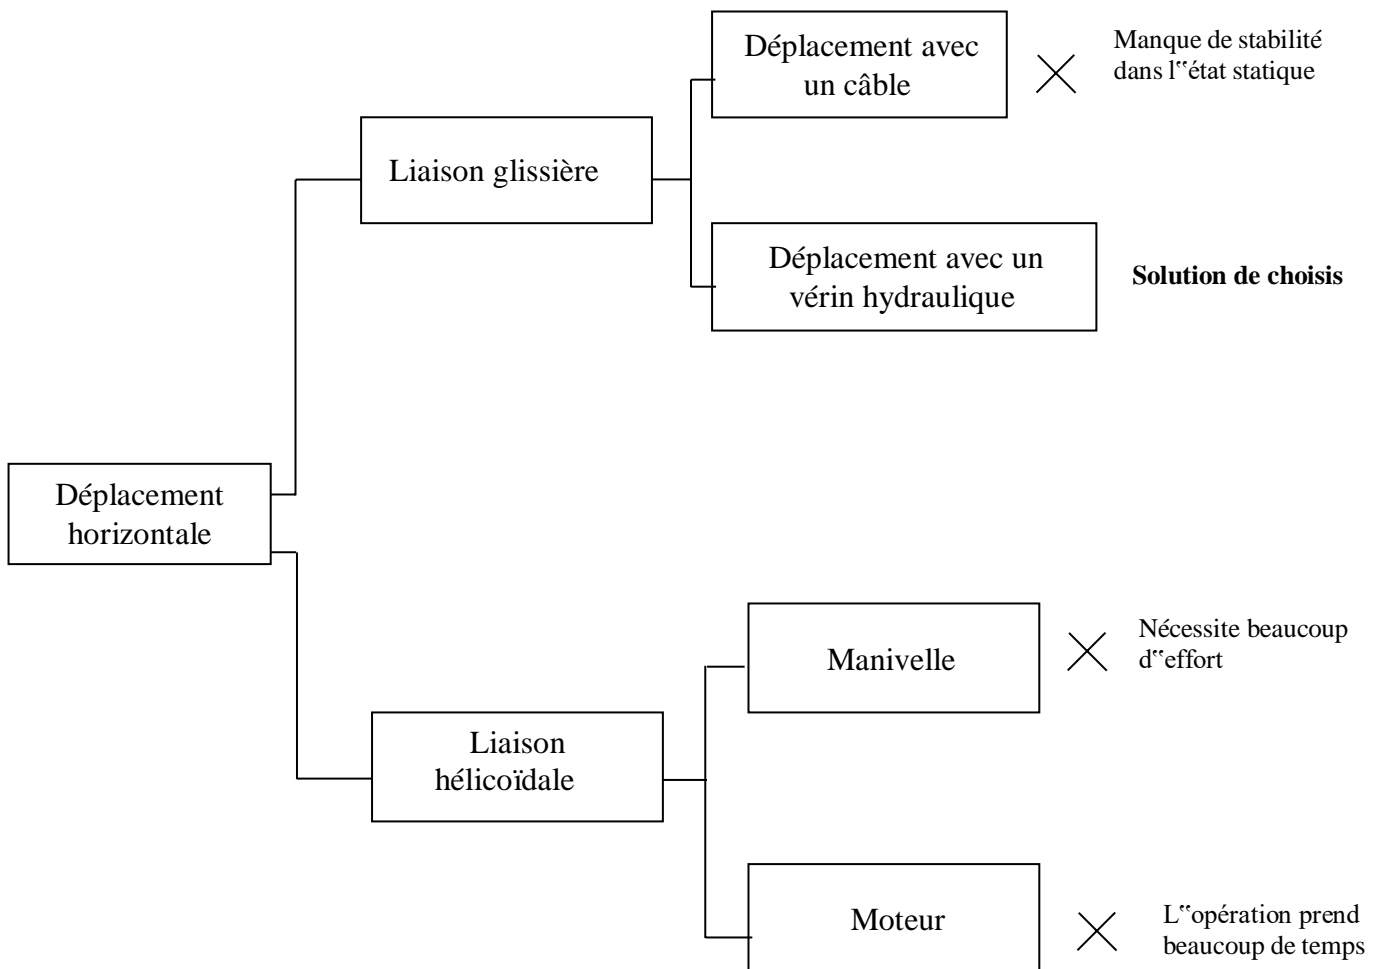 Déplacement avec
un câble
Manque de stabilité
dans l‟état statique
Liaison glissière
Déplacement avec un
vérin hydraulique
Solution de choisis
Déplacement
horizontale
Manivelle
Nécessite beaucoup
d‟effort
Liaison
hélicoïdale
Moteur
L‟opération prend
beaucoup de temps